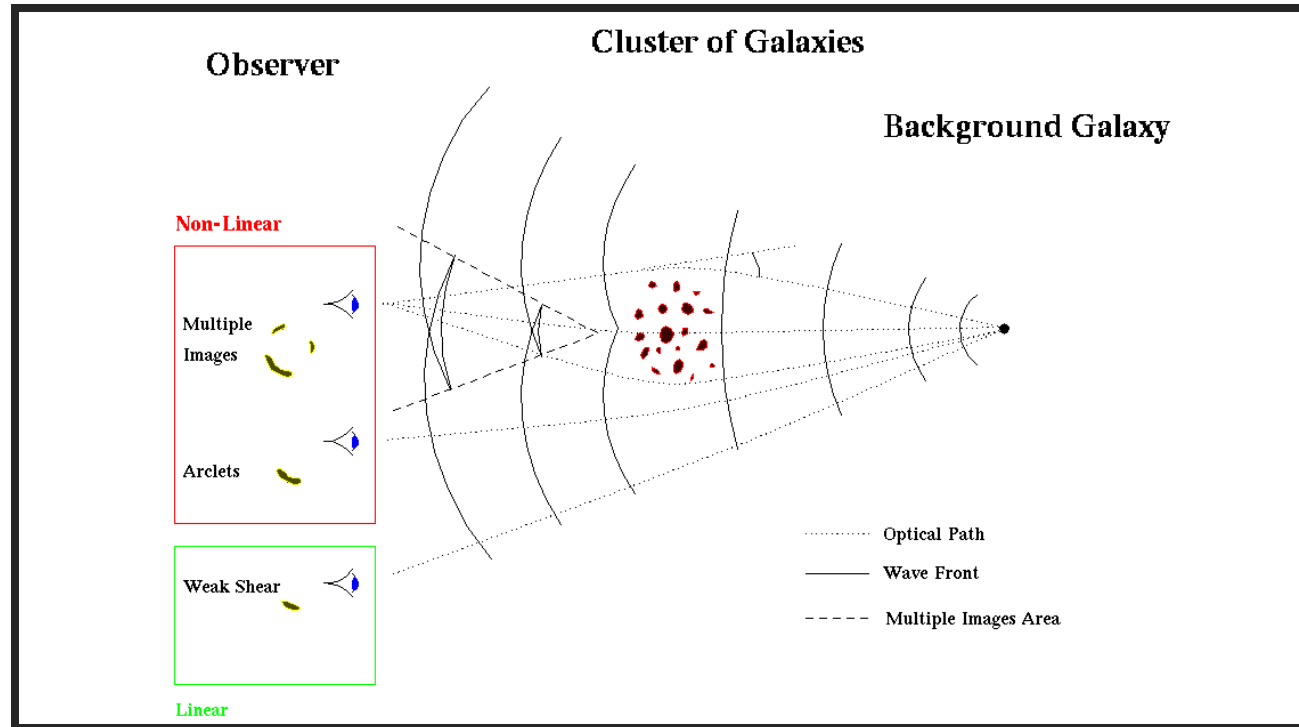 Observer
Cluster of Galaxies
Background Galaxy
Non-Linear
Multiple
Images
Arclets
Weak Shear
Linear
Optical Path
Wave Front
Multiple Images Area